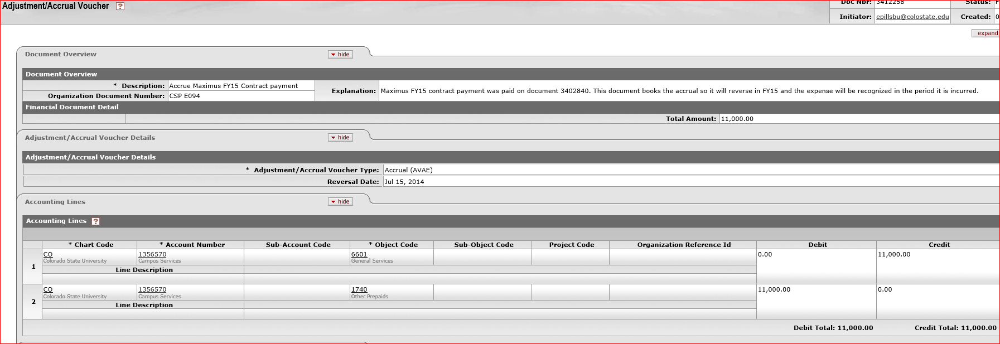 Adjustment/Accrual Voucher ?
Doc Nbr: 3412258 Status: F
Initiator: epillsbu@colostate.edu Created: 0
expand
Document Overview hide
Document Overview
* Description: Accrue Maximus FY15 Contract payment
Explanation: Maximus FY15 contract payment was paid on document 3402840. This document books the accrual so it will reverse in FY15 and the expense will be recognized in the period it is incurred.
Organization Document Number: CSP E094
Financial Document Detail
Total Amount: 11,000.00
Adjustment/Accrual Voucher Details hide
Adjustment/Accrual Voucher Details
* Adjustment/Accrual Voucher Type: Accrual (AVAE)
Reversal Date: Jul 15, 2014
Accounting Lines hide
Accounting Lines ?
* Chart Code * Account Number Sub-Account Code * Object Code Sub-Object Code Project Code Organization Reference Id Debit Credit
CO 1356570 6601 0.00 11,000.00
Colorado State University Campus Services General Services
1
Line Description
CO 1356570 1740 11,000.00 0.00
Colorado State University Campus Services Other Prepaids
2
Line Description
Debit Total: 11,000.00 Credit Total: 11,000.00